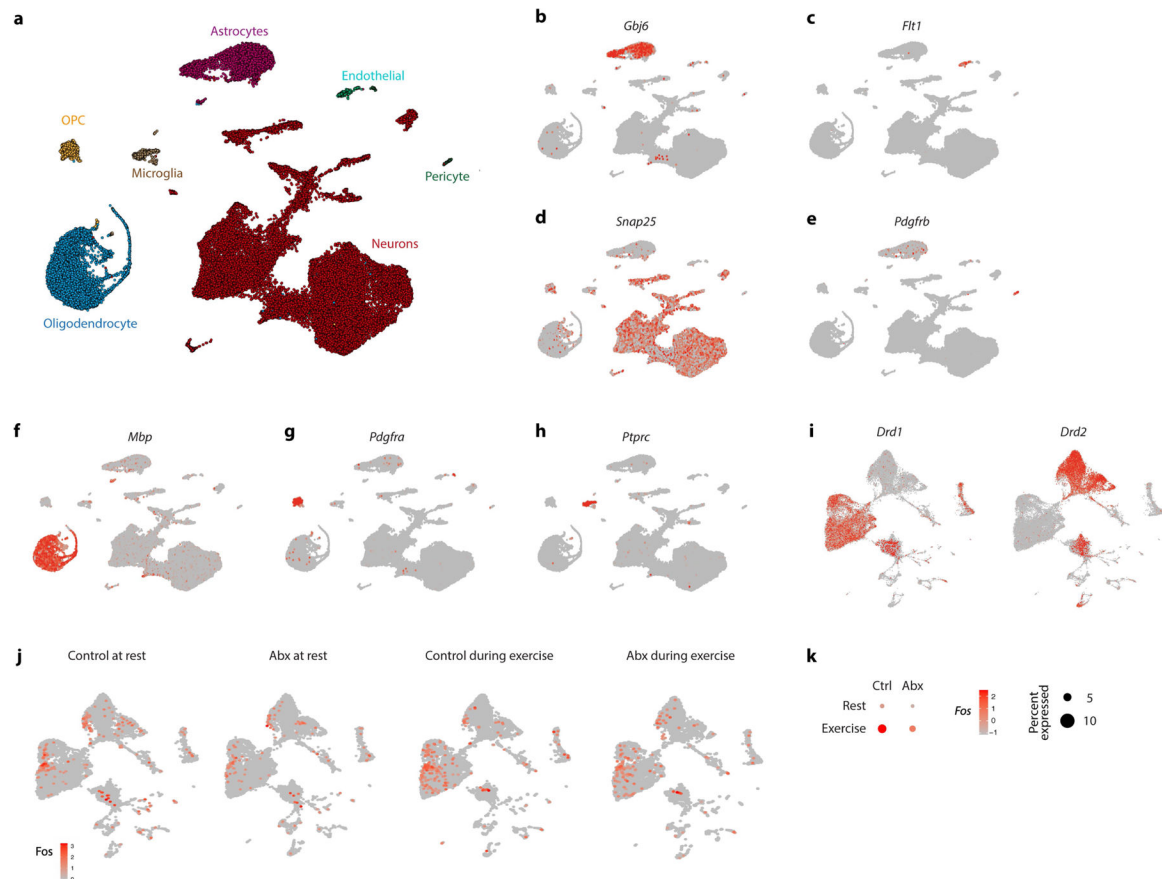 a
Astrocytes
Endothelial
OPC
Microglia
Pericyte
Neurons
Oligodendrocyte
b
Gbj6
c
Flt1
d
Snap25
e
Pdgfrb
f
Mbp
g
Pdgfra
h
Ptprc
i
Drd1
Drd2
j
Control at rest
Abx at rest
Control during exercise
Abx during exercise
Fos
3
2
1
0
k
Ctrl Abx
Rest
Exercise
Fos
2
1
0
−1
Percent
expressed
5
10